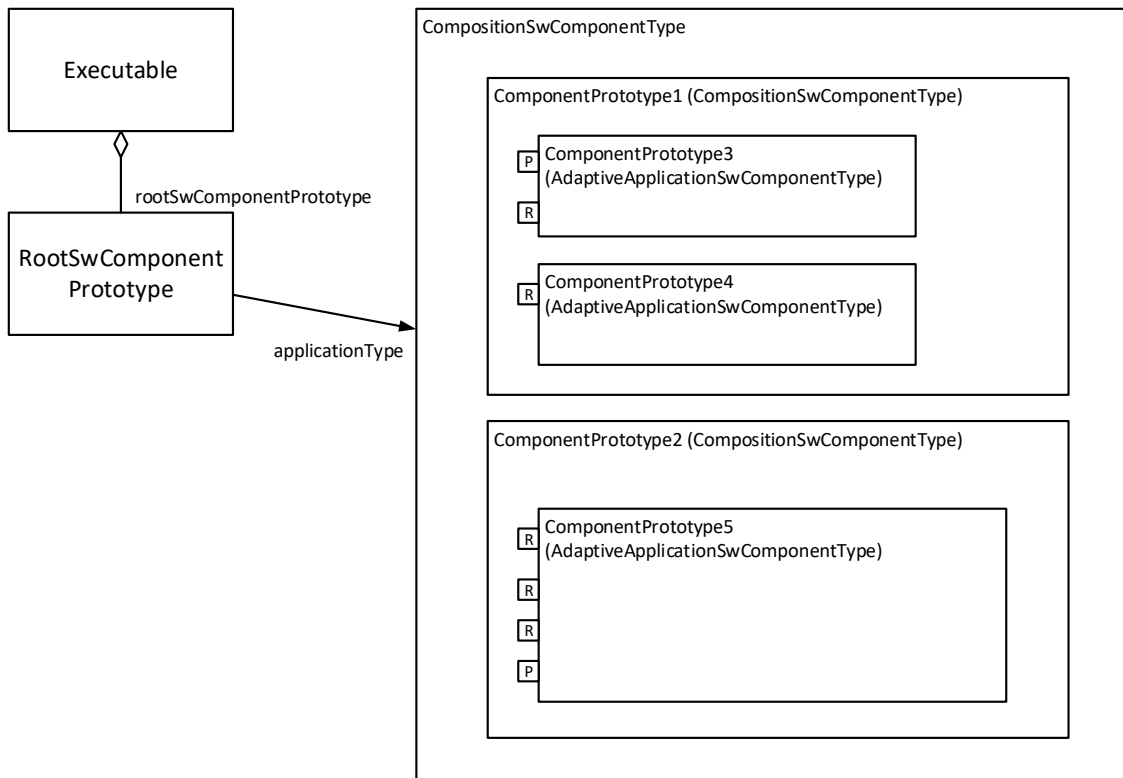 Executable
rootSwComponentPrototype
RootSwComponent
Prototype
applicationType
CompositionSwComponentType
ComponentPrototype1 (CompositionSwComponentType)
P
ComponentPrototype3
(AdaptiveApplicationSwComponentType)
R
R
ComponentPrototype4
(AdaptiveApplicationSwComponentType)
ComponentPrototype2 (CompositionSwComponentType)
R
ComponentPrototype5
(AdaptiveApplicationSwComponentType)
R
R
P